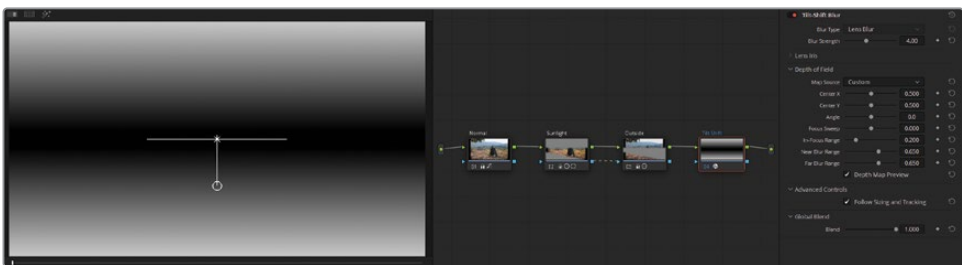 Tilt-Shift Blur
Blur Type Lens Blur
Blur Strength 4.00
Lens Iris
Depth of Field
Map Source Custom
Center X 0.500
Center Y 0.500
Angle 0.0
Focus Sweep 0.000
In-Focus Range 0.200
Near Blur Range 0.650
Far Blur Range 0.650
Depth Map Preview
Advanced Controls
Follow Sizing and Tracking
Global Blend
Blend 1.000
Normal
Sunlight
Outside
Tilt Shift
01